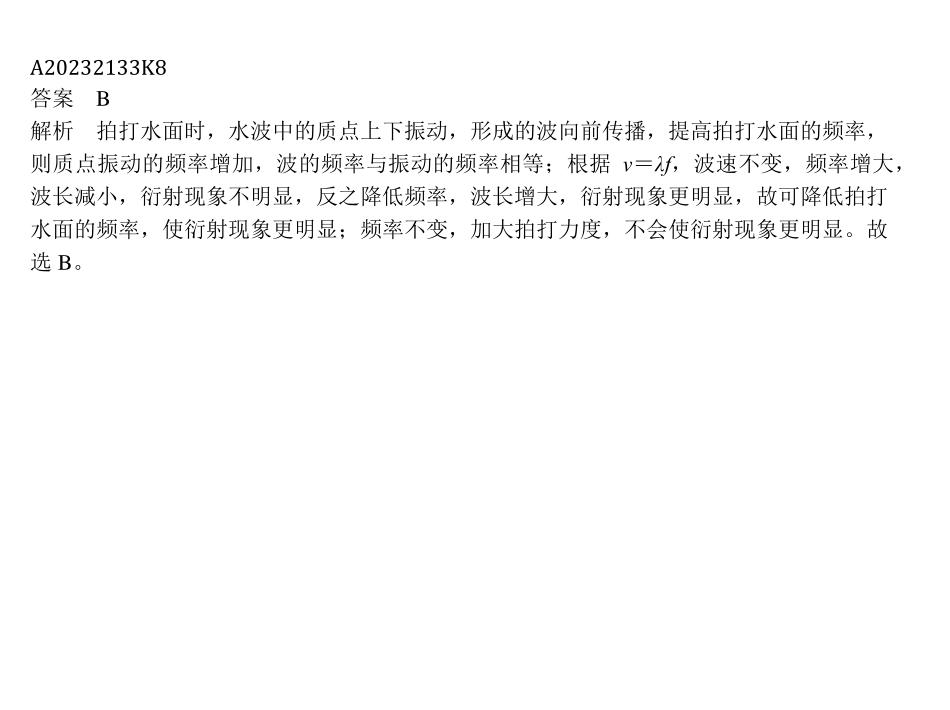 A20232133K8
答案 B
解析 拍打水面时，水波中的质点上下振动，形成的波向前传播，提高拍打水面的频率，
则质点振动的频率增加，波的频率与振动的频率相等；根据 v＝λf，波速不变，频率增大，
波长减小，衍射现象不明显，反之降低频率，波长增大，衍射现象更明显，故可降低拍打
水面的频率，使衍射现象更明显；频率不变，加大拍打力度，不会使衍射现象更明显。故
选 B。